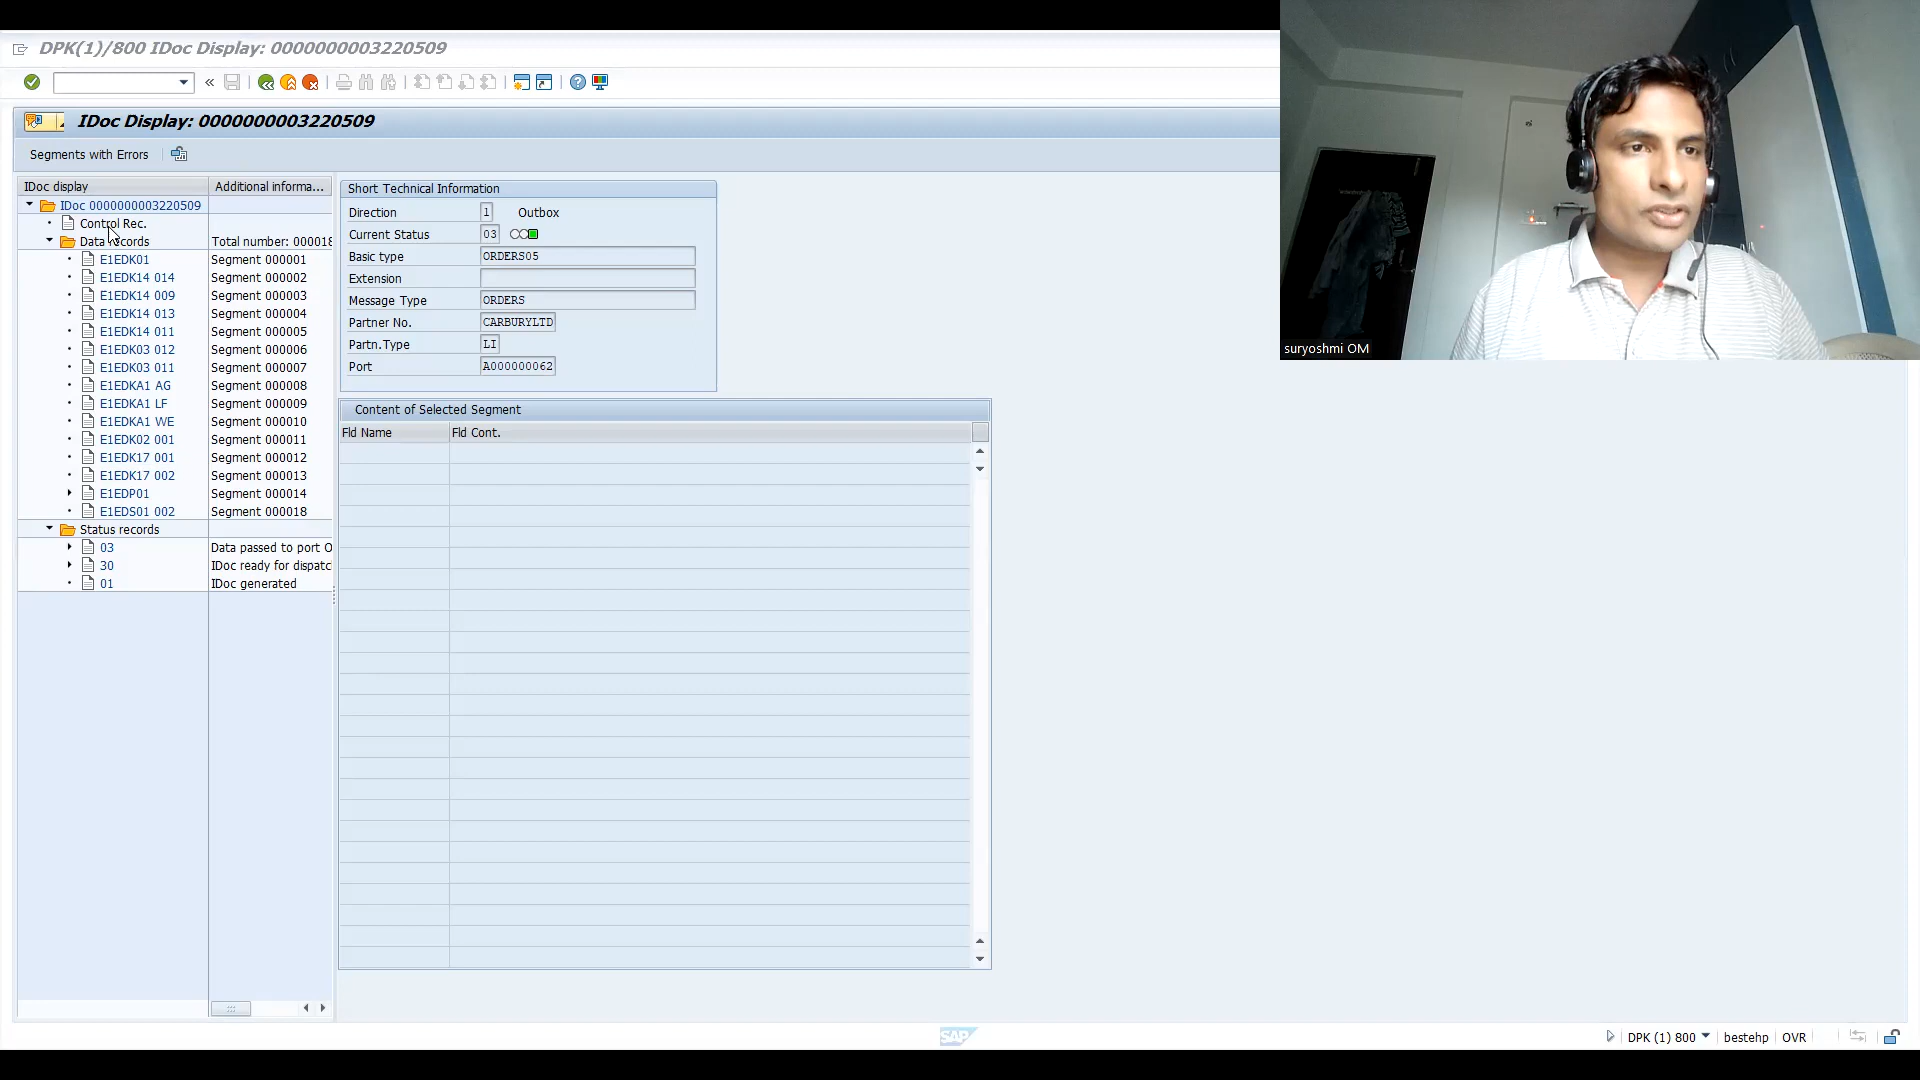 DPK(1)/800 IDoc Display: 0000000003220509
IDoc Display: 0000000003220509
Segments with Errors
IDoc display Additional informa...
IDoc 0000000003220509
Control Rec.
Data records Total number: 000018
E1EDK01 Segment 000001
E1EDK14 014 Segment 000002
E1EDK14 009 Segment 000003
E1EDK14 013 Segment 000004
E1EDK14 011 Segment 000005
E1EDK03 012 Segment 000006
E1EDK03 011 Segment 000007
E1EDKA1 AG Segment 000008
E1EDKA1 LF Segment 000009
E1EDKA1 WE Segment 000010
E1EDK02 001 Segment 000011
E1EDK17 001 Segment 000012
E1EDK17 002 Segment 000013
E1EDP01 Segment 000014
E1EDS01 002 Segment 000018
Status records
03 Data passed to port O
30 IDoc ready for dispatc
01 IDoc generated
Short Technical Information
Direction 1 Outbox
Current Status 03
Basic type ORDERS05
Extension
Message Type ORDERS
Partner No. CARBURYLTD
Partn.Type LI
Port A000000062
Content of Selected Segment
Fld Name Fld Cont.
suryoshmi OM
SAP
DPK (1) 800 bestehp OVR